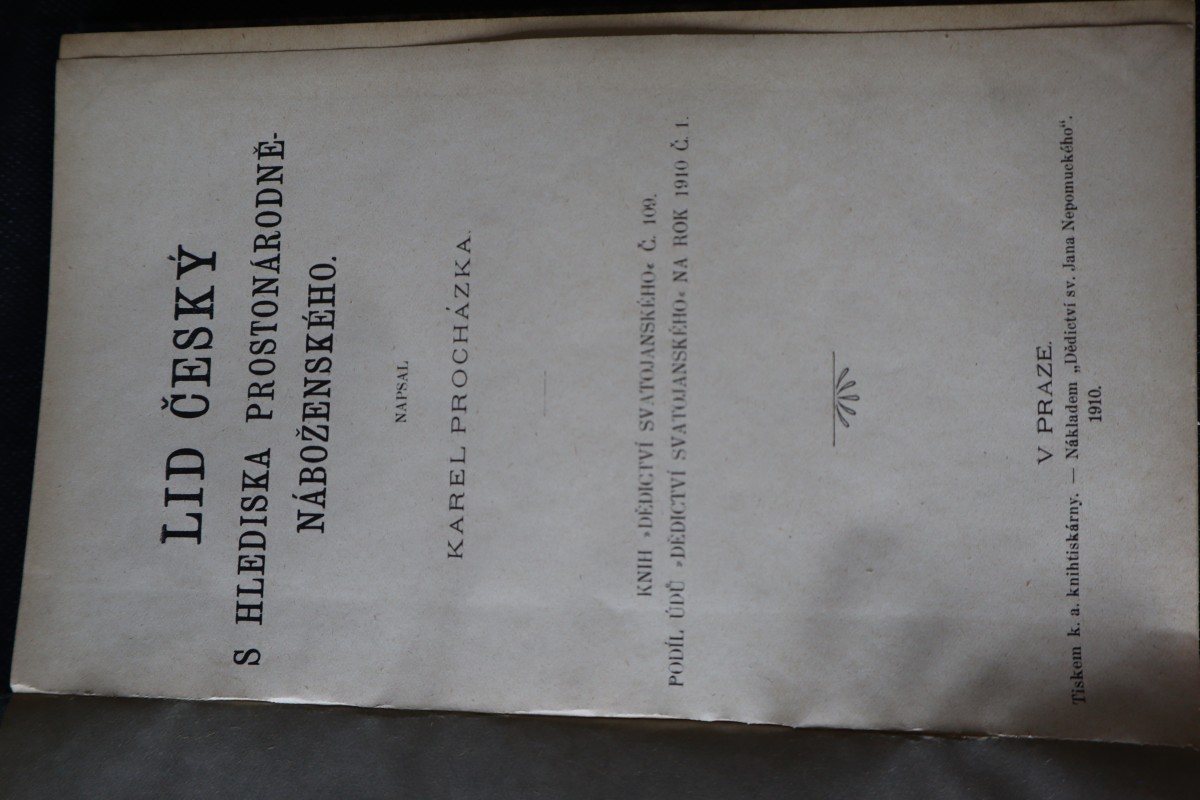 LID ČESKÝ
S HLEDISKA PROSTONÁRODNĚ-
NÁBOŽENSKÉHO.
NAPSAL
KAREL PROCHÁZKA.
KNIH »DĚDICTVÍ SVATOJANSKÉHO« Č. 109.
PODÍL ÚDŮ »DĚDICTVÍ SVATOJANSKÉHO« NA ROK 1910 Č. 1.
V PRAZE.
Tiskem k. a. knihtiskárny. — Nákladem „Dědictví sv. Jana Nepomuckého“.
1910.